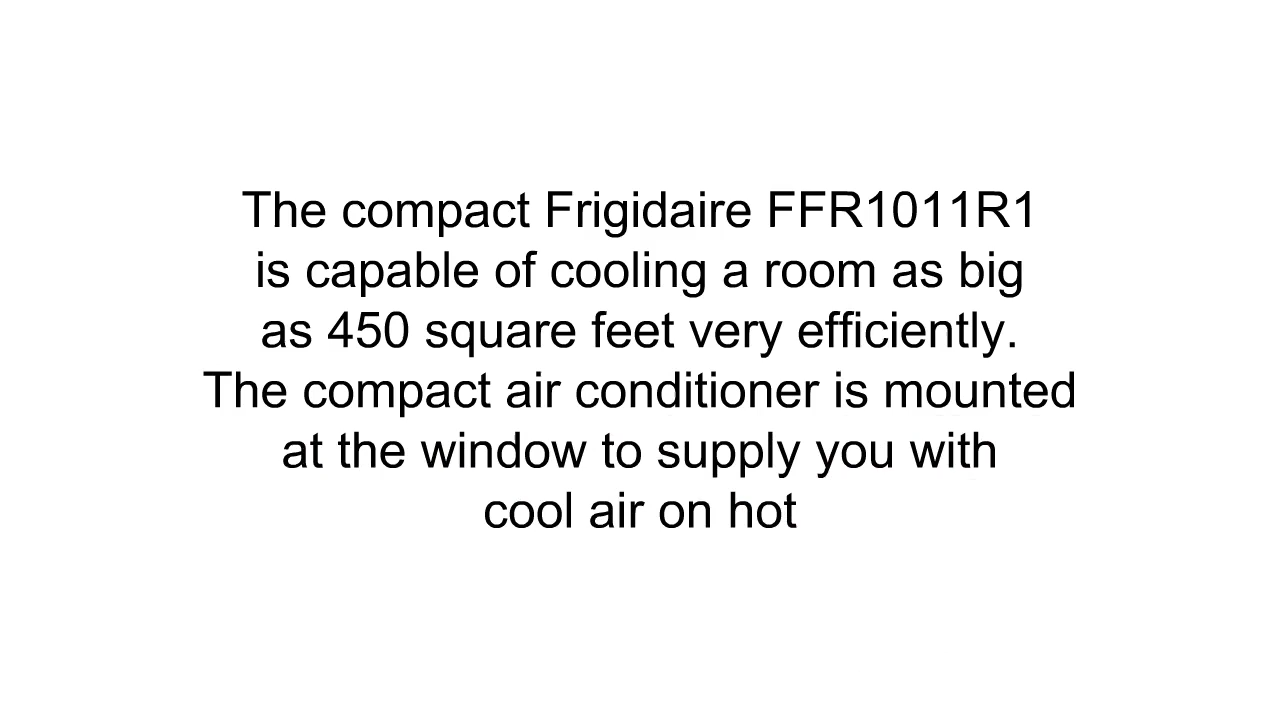 The compact Frigidaire FFR1011R1
is capable of cooling a room as big
as 450 square feet very efficiently.
The compact air conditioner is mounted
at the window to supply you with
cool air on hot